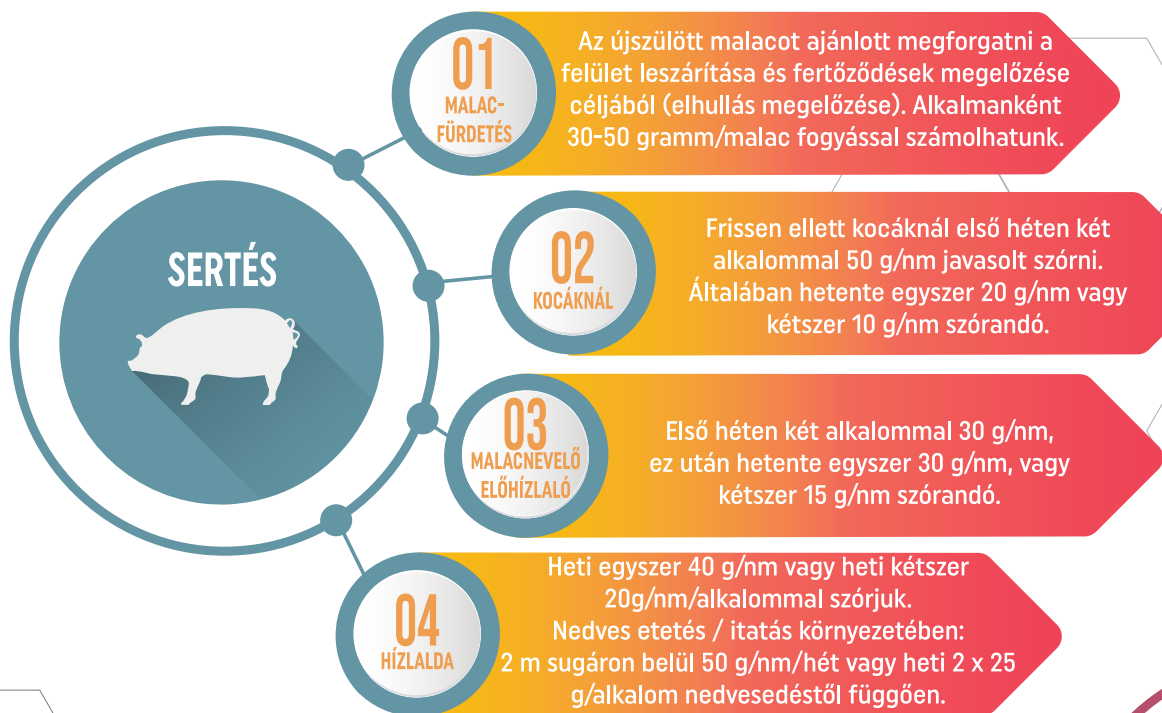 SERTÉS
01
MALAC-
FÜRDETÉS
Az újszülött malacot ajánlott megforgatni a
felület leszárítása és fertőződések megelőzése
céljából (elhullás megelőzése). Alkalmanként
30-50 gramm/malac fogyással számolhatunk.
02
KOCÁKNÁL
Frissen ellett kocáknál első héten két
alkalommal 50 g/nm javasolt szórni.
Általában hetente egyszer 20 g/nm vagy
kétszer 10 g/nm szórandó.
03
MALACNEVELŐ
ELŐHÍZLALÓ
Első héten két alkalommal 30 g/nm,
ez után hetente egyszer 30 g/nm, vagy
kétszer 15 g/nm szórandó.
04
HÍZLALDA
Heti egyszer 40 g/nm vagy heti kétszer
20g/nm/alkalommal szórjuk.
Nedves etetés / itatás környezetében:
2 m sugáron belül 50 g/nm/hét vagy heti 2 x 25
g/alkalom nedvesedéstől függően.